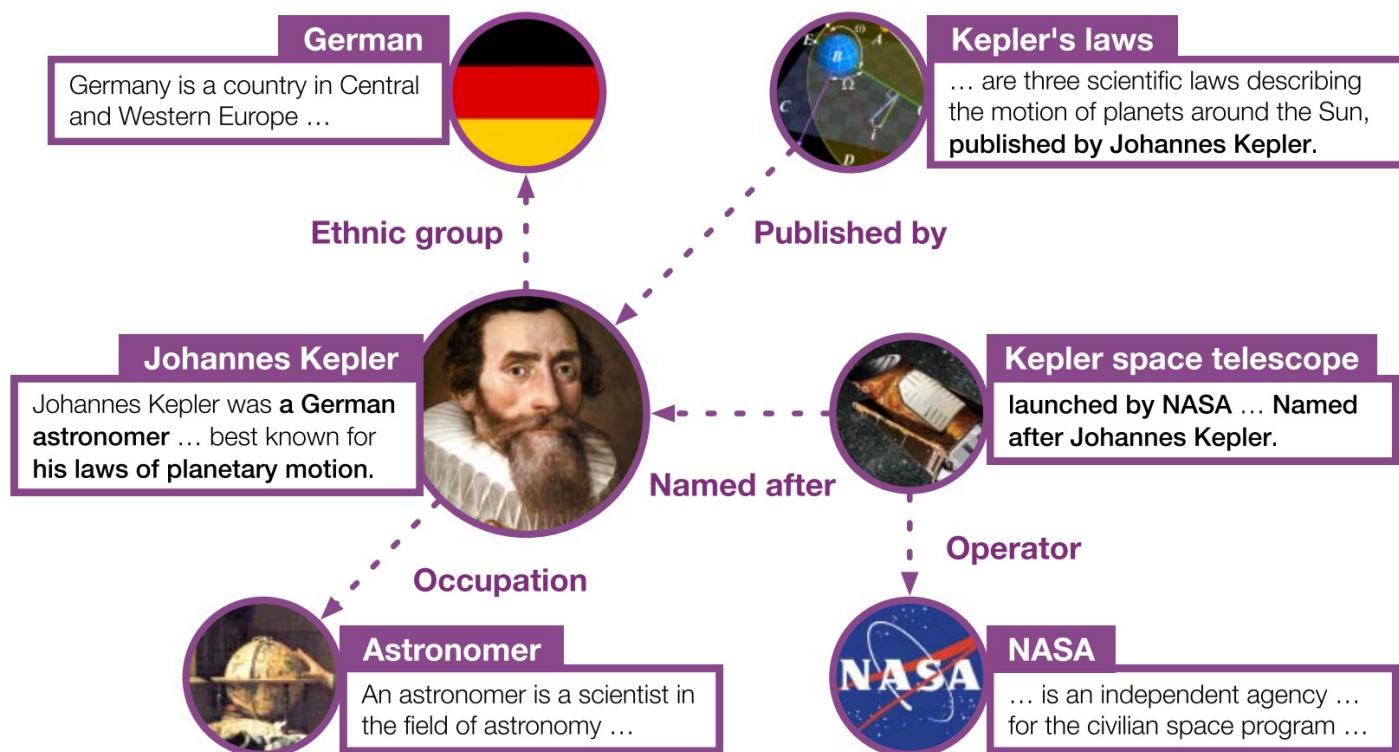 German
Germany is a country in Central
and Western Europe …
Kepler's laws
… are three scientific laws describing
the motion of planets around the Sun,
published by Johannes Kepler.
E
ω
A
B
Ω
C
i
D
Ethnic group
Published by
Johannes Kepler
Johannes Kepler was a German
astronomer … best known for
his laws of planetary motion.
Kepler space telescope
launched by NASA … Named
after Johannes Kepler.
Named after
Occupation
Operator
Astronomer
An astronomer is a scientist in
the field of astronomy …
NASA
NASA
… is an independent agency …
for the civilian space program …